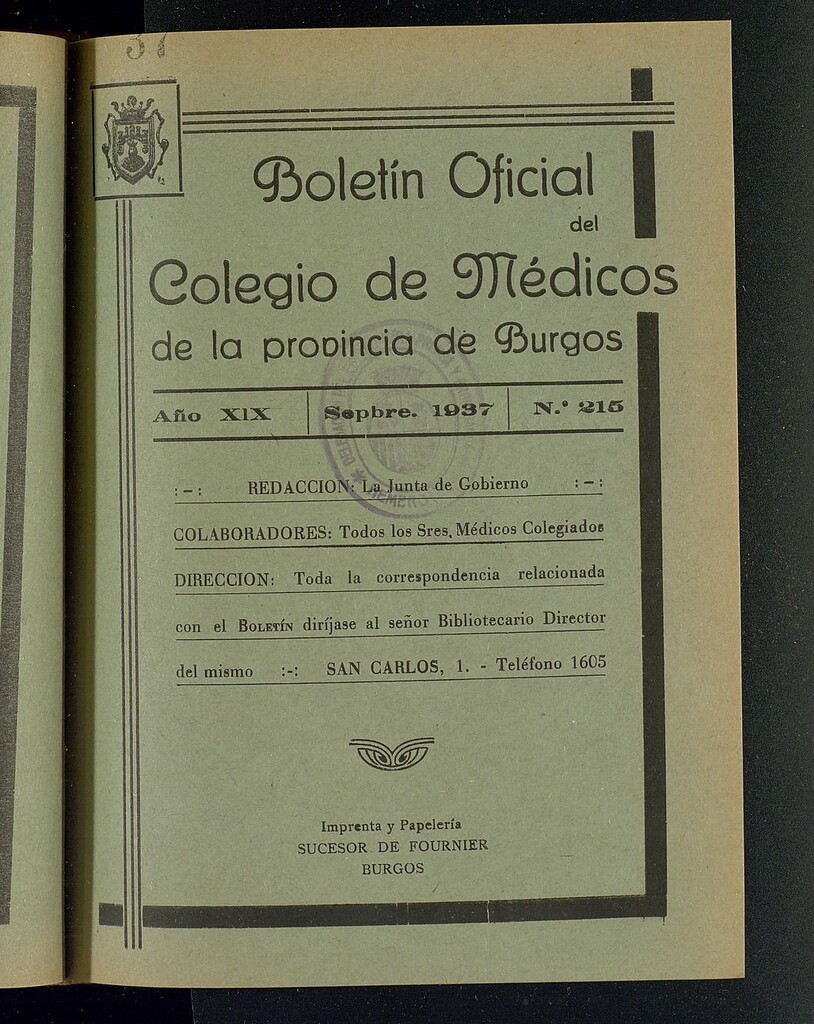 31
Boletín Oficial
del
Colegio de Médicos
de la provincia de Burgos
Año XIX Sepbre. 1937 N.º 215
:-: REDACCION: La Junta de Gobierno :-:
COLABORADORES: Todos los Sres. Médicos Colegiados
DIRECCION: Toda la correspondencia relacionada
con el BOLETÍN diríjase al señor Bibliotecario Director
del mismo :-: SAN CARLOS, 1. - Teléfono 1605
Imprenta y Papelería
SUCESOR DE FOURNIER
BURGOS